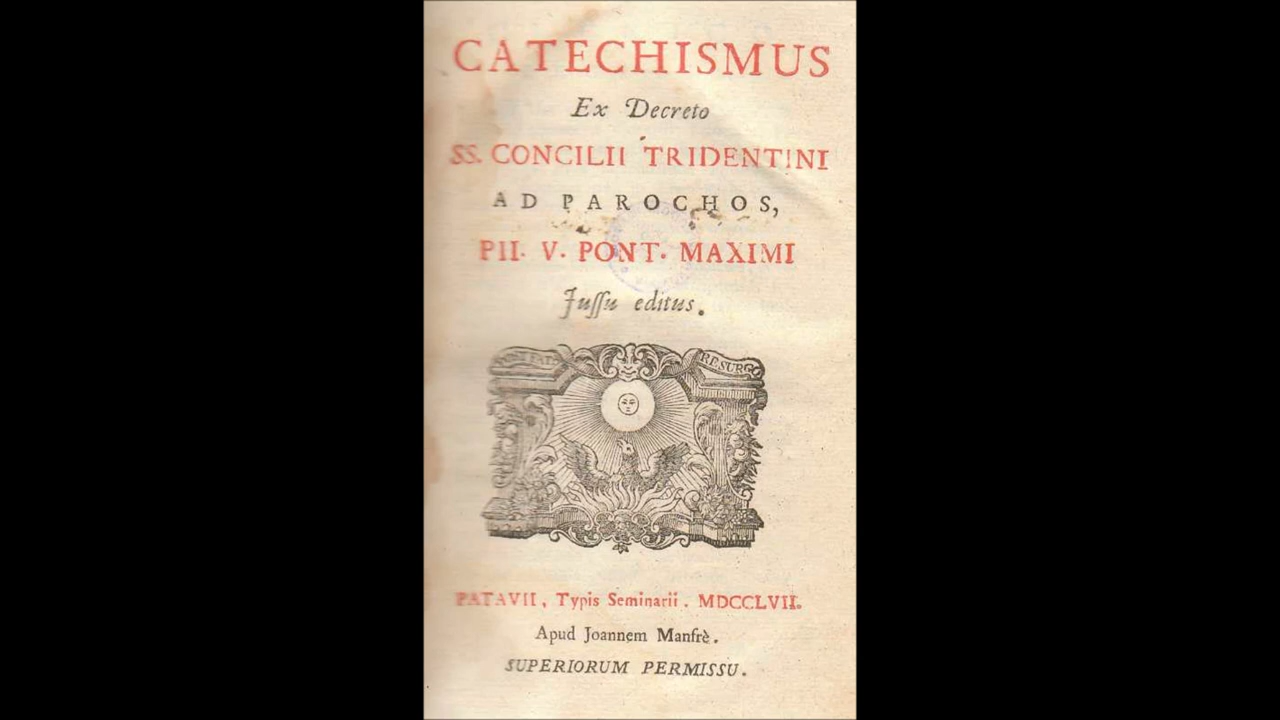 CATECHISMUS
Ex Decreto
SS. CONCILII TRIDENTINI
AD PAROCHOS,
PII. V. PONT. MAXIMI
Jussu editus.
RESURGO
PATAVII, Typis Seminarii. MDCCLVII.
Apud Joannem Manfrè.
SUPERIORUM PERMISSU.